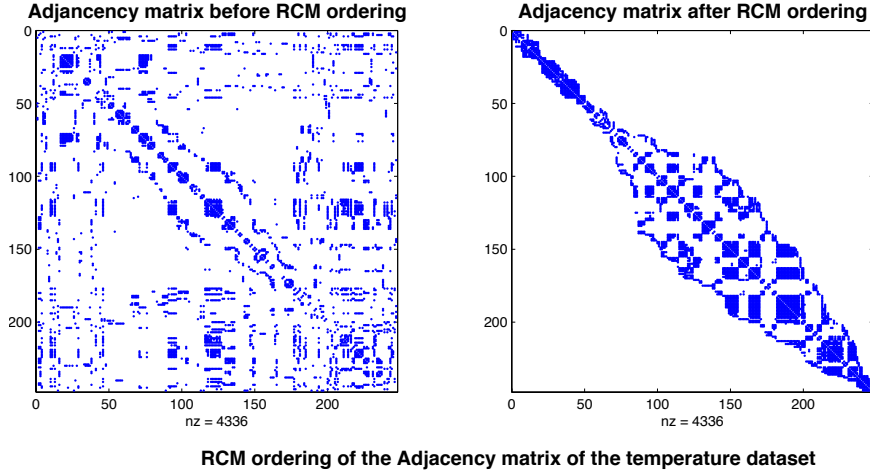 Adjancency matrix before RCM ordering
0
50
100
150
200
0 50 100 150 200
nz = 4336
Adjacency matrix after RCM ordering
0
50
100
150
200
0 50 100 150 200
nz = 4336
RCM ordering of the Adjacency matrix of the temperature dataset